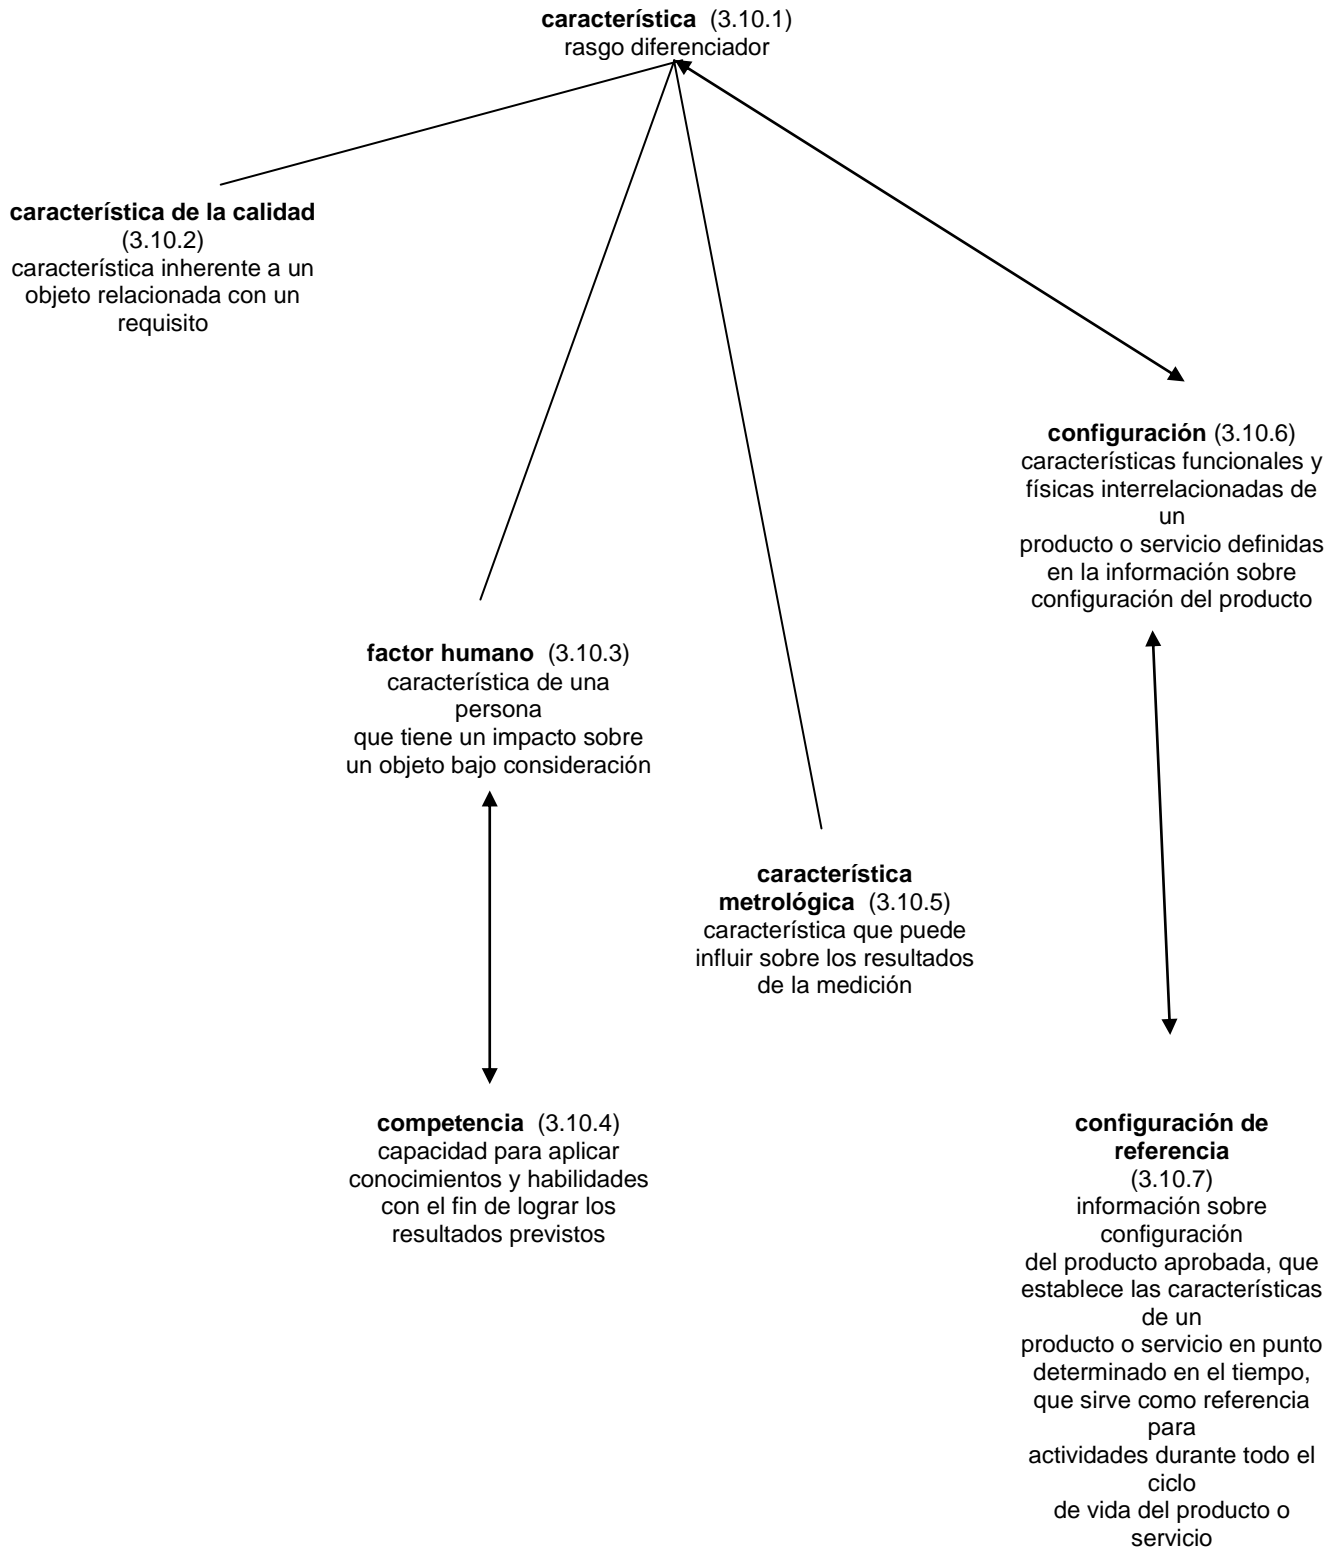 característica (3.10.1)
rasgo diferenciador
característica de la calidad
(3.10.2)
característica inherente a un
objeto relacionada con un
requisito
configuración (3.10.6)
características funcionales y
físicas interrelacionadas de
un
producto o servicio definidas
en la información sobre
configuración del producto
factor humano (3.10.3)
característica de una
persona
que tiene un impacto sobre
un objeto bajo consideración
característica
metrológica (3.10.5)
característica que puede
influir sobre los resultados
de la medición
competencia (3.10.4)
capacidad para aplicar
conocimientos y habilidades
con el fin de lograr los
resultados previstos
configuración de
referencia
(3.10.7)
información sobre
configuración
del producto aprobada, que
establece las características
de un
producto o servicio en punto
determinado en el tiempo,
que sirve como referencia
para
actividades durante todo el
ciclo
de vida del producto o
servicio